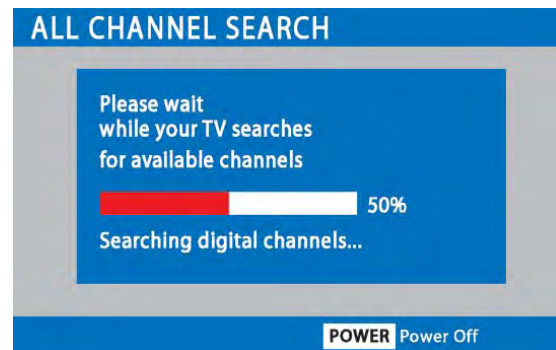 ALL CHANNEL SEARCH
Please wait
while your TV searches
for available channels
50%
Searching digital channels...
POWER Power Off